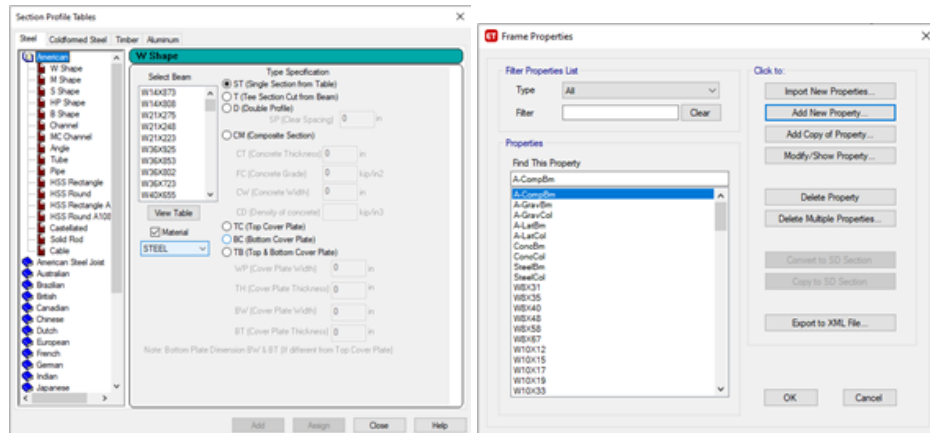 Section Profile Tables
Steel Coldformed Steel Timber Aluminum
American
W Shape
M Shape
S Shape
HP Shape
B Shape
Channel
MC Channel
Angle
Tube
Pipe
HSS Rectangle
HSS Round
HSS Rectangle A
HSS Round A108
Castellated
Solid Rod
Cable
American Steel Joist
Australian
Brazilian
British
Canadian
Chinese
Dutch
European
French
German
Indian
Japanese
W Shape
Select Beam
W14X873
W14X808
W21X275
W21X248
W21X223
W36X925
W36X853
W36X802
W36X723
W40X655
View Table
Material
STEEL
Type Specification
ST (Single Section from Table)
T (Tee Section Cut from Beam)
D (Double Profile)
SP (Clear Spacing) 0 in
CM (Composite Section)
CT (Concrete Thickness) 0 in
FC (Concrete Grade) 0 kip/in2
CW (Concrete Width) 0 in
CD (Density of concrete) kip/in3
TC (Top Cover Plate)
BC (Bottom Cover Plate)
TB (Top & Bottom Cover Plate)
WP (Cover Plate Width) 0 in
TH (Cover Plate Thickness) 0 in
BW (Cover Plate Width) 0 in
BT (Cover Plate Thickness) 0 in
Note: Bottom Plate Dimension BW & BT (If different from Top Cover Plate)
Add Assign Close Help
Frame Properties
Filter Properties List
Type All
Filter Clear
Properties
Find This Property
A-CompBm
A-CompBm
A-GravBm
A-GravCol
A-LatBm
A-LatCol
ConcBm
ConcCol
SteelBm
SteelCol
W8X31
W8X35
W8X40
W8X48
W8X58
W8X67
W10X12
W10X15
W10X17
W10X19
W10X33
Click to:
Import New Properties...
Add New Property...
Add Copy of Property...
Modify/Show Property...
Delete Property
Delete Multiple Properties...
Convert to SD Section
Copy to SD Section
Export to XML File...
OK Cancel